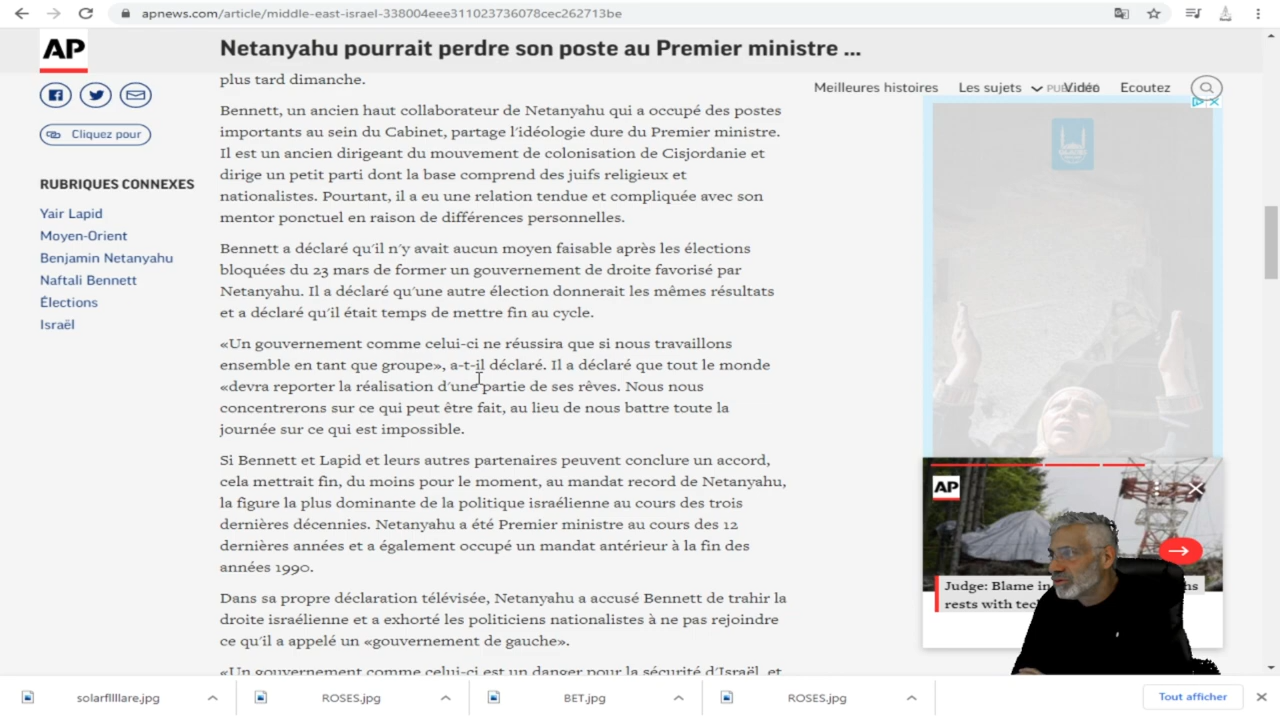 apnews.com/article/middle-east-israel-338004eee311023736078cec262713be
AP
Netanyahu pourrait perdre son poste au Premier ministre ...
Meilleures histoires
Les sujets
Vidéo
Ecoutez
Cliquez pour
RUBRIQUES CONNEXES
Yair Lapid
Moyen-Orient
Benjamin Netanyahu
Naftali Bennett
Élections
Israël
plus tard dimanche.
Bennett, un ancien haut collaborateur de Netanyahu qui a occupé des postes
importants au sein du Cabinet, partage l'idéologie dure du Premier ministre.
Il est un ancien dirigeant du mouvement de colonisation de Cisjordanie et
dirige un petit parti dont la base comprend des juifs religieux et
nationalistes. Pourtant, il a eu une relation tendue et compliquée avec son
mentor ponctuel en raison de différences personnelles.
Bennett a déclaré qu'il n'y avait aucun moyen faisable après les élections
bloquées du 23 mars de former un gouvernement de droite favorisé par
Netanyahu. Il a déclaré qu'une autre élection donnerait les mêmes résultats
et a déclaré qu'il était temps de mettre fin au cycle.
«Un gouvernement comme celui-ci ne réussira que si nous travaillons
ensemble en tant que groupe», a-t-il déclaré. Il a déclaré que tout le monde
«devra reporter la réalisation d'une partie de ses rêves. Nous nous
concentrerons sur ce qui peut être fait, au lieu de nous battre toute la
journée sur ce qui est impossible.
Si Bennett et Lapid et leurs autres partenaires peuvent conclure un accord,
cela mettrait fin, du moins pour le moment, au mandat record de Netanyahu,
la figure la plus dominante de la politique israélienne au cours des trois
dernières décennies. Netanyahu a été Premier ministre au cours des 12
dernières années et a également occupé un mandat antérieur à la fin des
années 1990.
Dans sa propre déclaration télévisée, Netanyahu a accusé Bennett de trahir la
droite israélienne et a exhorté les politiciens nationalistes à ne pas rejoindre
ce qu'il a appelé un «gouvernement de gauche».
«Un gouvernement comme celui-ci est un danger pour la sécurité d'Israël, et
AP
Judge: Blame in
rests with
solarfllllare.jpg
ROSES.jpg
BET.jpg
ROSES.jpg
Tout afficher